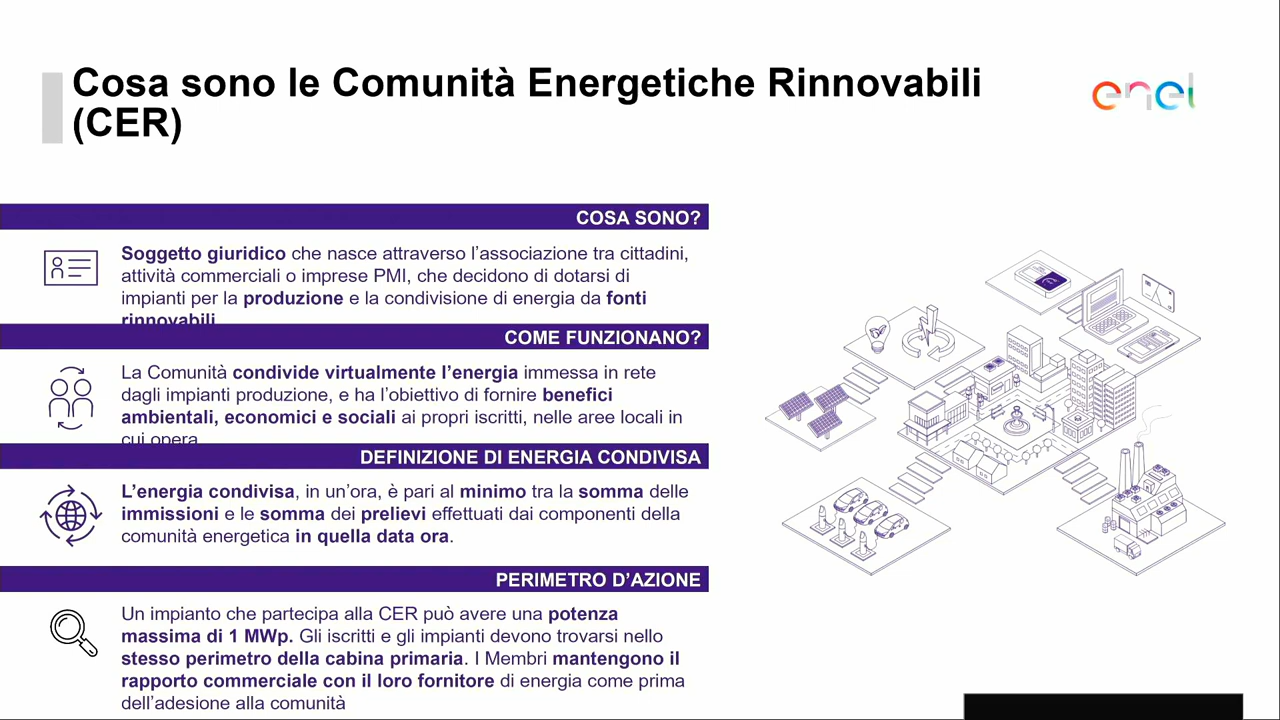 Cosa sono le Comunità Energetiche Rinnovabili
(CER)
enel
COSA SONO?
Soggetto giuridico che nasce attraverso l’associazione tra cittadini,
attività commerciali o imprese PMI, che decidono di dotarsi di
impianti per la produzione e la condivisione di energia da fonti
rinnovabili
COME FUNZIONANO?
La Comunità condivide virtualmente l’energia immessa in rete
dagli impianti produzione, e ha l’obiettivo di fornire benefici
ambientali, economici e sociali ai propri iscritti, nelle aree locali in
cui opera
DEFINIZIONE DI ENERGIA CONDIVISA
L’energia condivisa, in un’ora, è pari al minimo tra la somma delle
immissioni e le somma dei prelievi effettuati dai componenti della
comunità energetica in quella data ora.
PERIMETRO D’AZIONE
Un impianto che partecipa alla CER può avere una potenza
massima di 1 MWp. Gli iscritti e gli impianti devono trovarsi nello
stesso perimetro della cabina primaria. I Membri mantengono il
rapporto commerciale con il loro fornitore di energia come prima
dell’adesione alla comunità